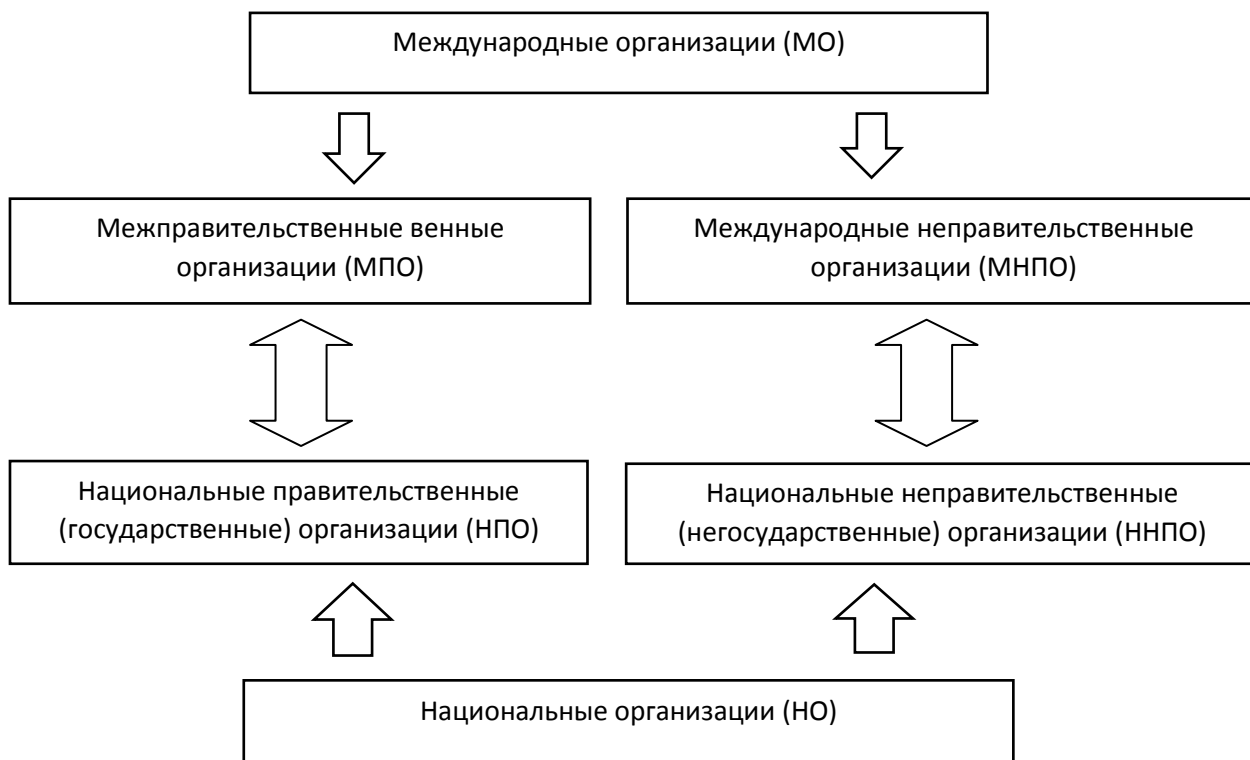 Международные организации (МО)
Межправительственные венные
организации (МПО)
Международные неправительственные
организации (МНПО)
Национальные правительственные
(государственные) организации (НПО)
Национальные неправительственные
(негосударственные) организации (ННПО)
Национальные организации (НО)